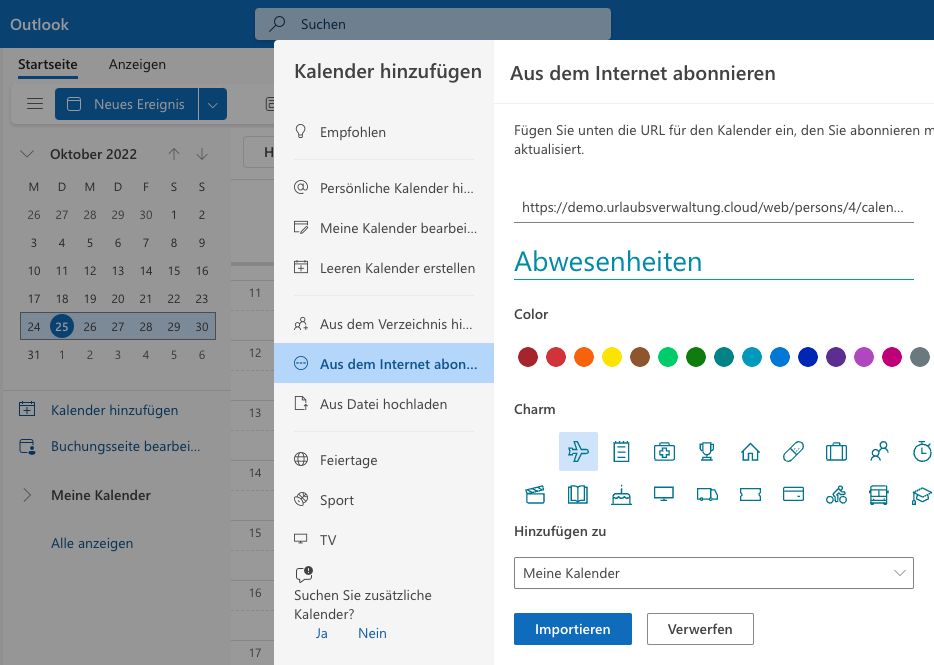 Outlook
Suchen
Startseite Anzeigen
Neues Ereignis
H
Oktober 2022
M D M D F S S
26 27 28 29 30 1 2
3 4 5 6 7 8 9
10 11 12 13 14 15 16
17 18 19 20 21 22 23
24 25 26 27 28 29 30
31 1 2 3 4 5 6
Kalender hinzufügen
Buchungsseite bearbei...
Meine Kalender
Alle anzeigen
11
12
13
14
15
16
17
Kalender hinzufügen
Empfohlen
Persönliche Kalender hi...
Meine Kalender bearbei...
Leeren Kalender erstellen
Aus dem Verzeichnis hi...
Aus dem Internet abon...
Aus Datei hochladen
Feiertage
Sport
TV
Suchen Sie zusätzliche
Kalender?
Ja Nein
Aus dem Internet abonnieren
Fügen Sie unten die URL für den Kalender ein, den Sie abonnieren m
aktualisiert.
https://demo.urlaubsverwaltung.cloud/web/persons/4/calen...
Abwesenheiten
Color
Charm
Hinzufügen zu
Meine Kalender
Importieren Verwerfen